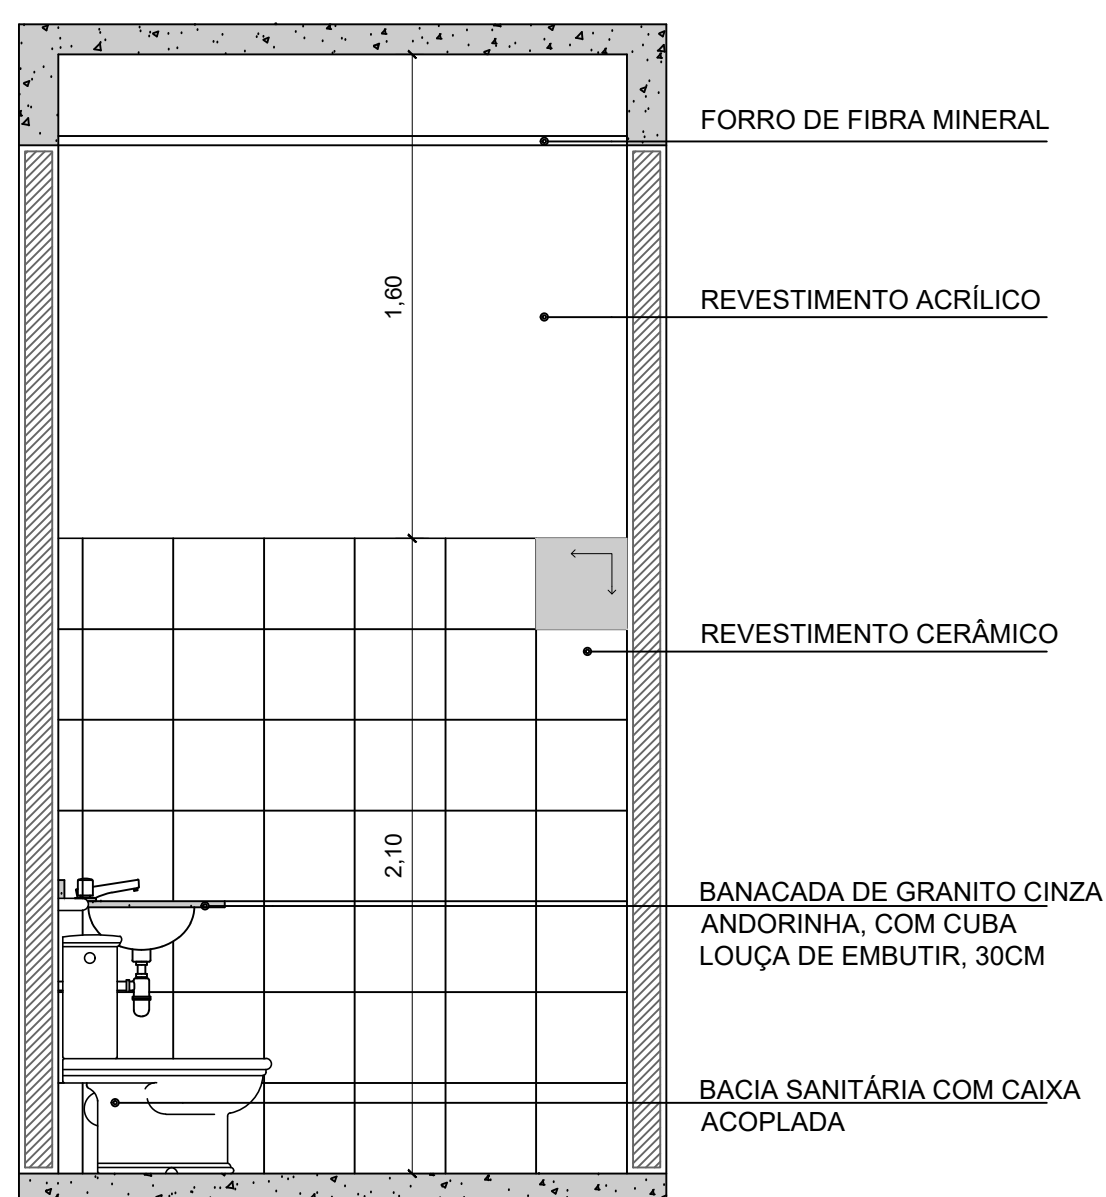 FORRO DE FIBRA MINERAL
1,60
REVESTIMENTO ACRÍLICO
REVESTIMENTO CERÂMICO
2,10
BANACADA DE GRANITO CINZA
ANDORINHA, COM CUBA
LOUÇA DE EMBUTIR, 30CM
BACIA SANITÁRIA COM CAIXA
ACOPLADA